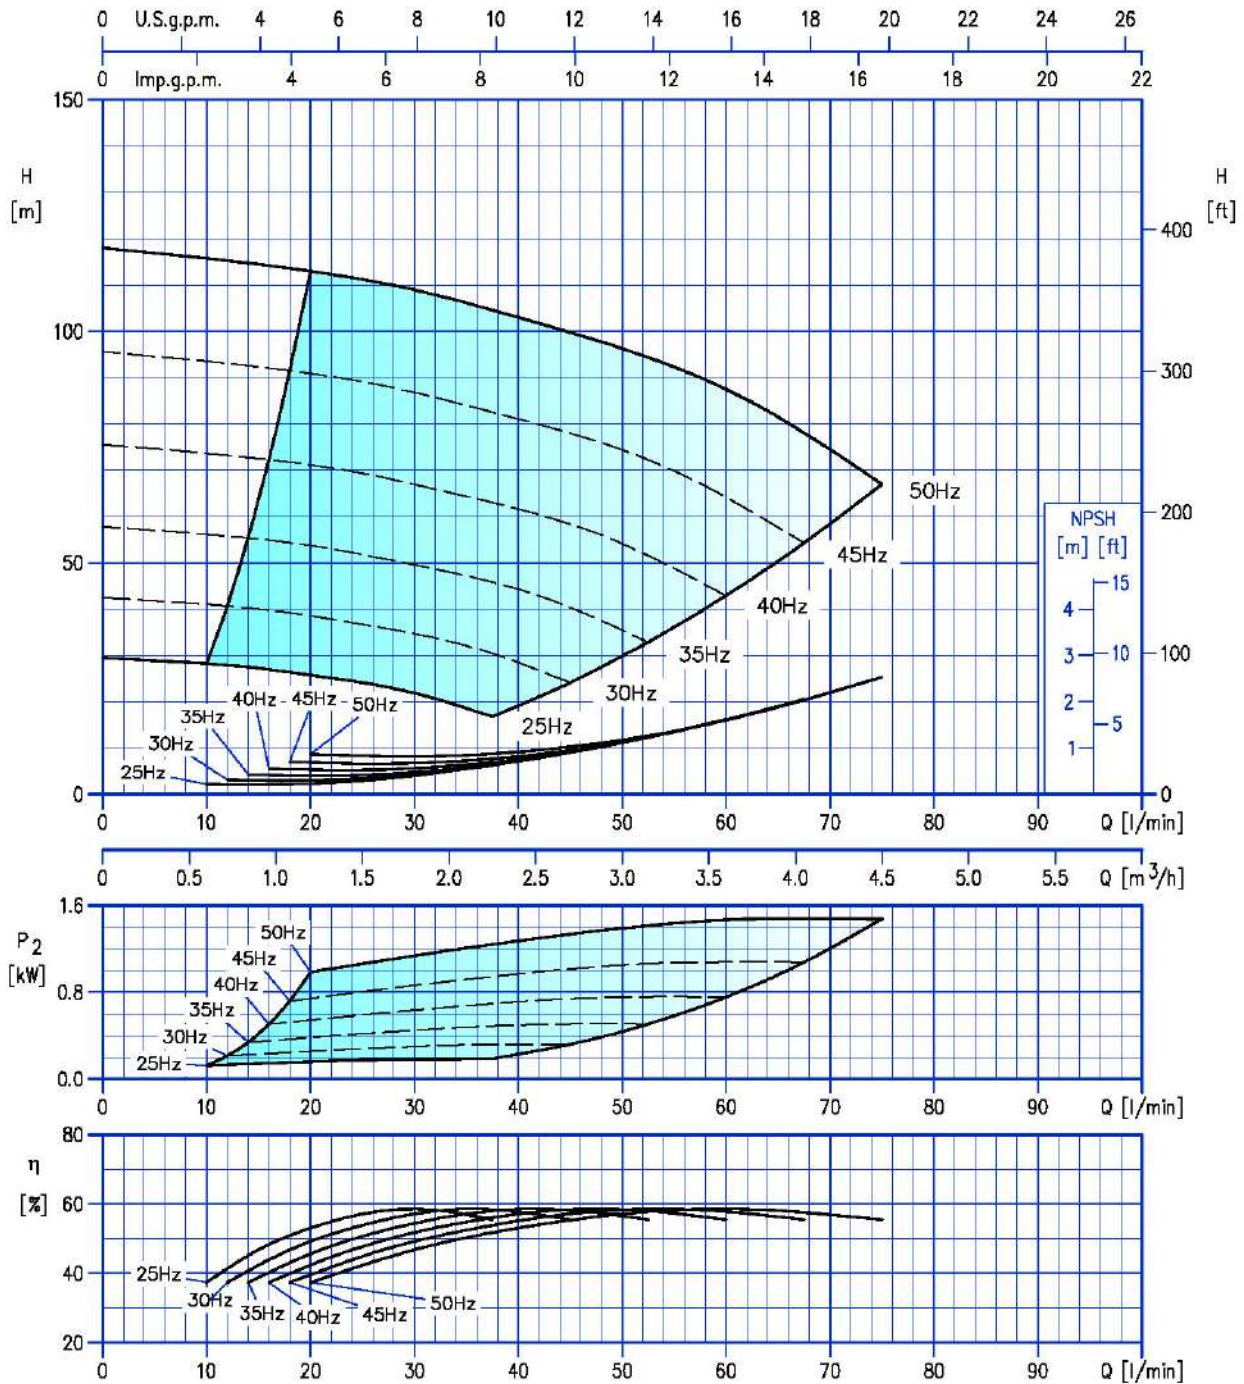 0 U.S.g.p.m. 4 6 8 10 12 14 16 18 20 22 24 26
0 Imp.g.p.m. 4 6 8 10 12 14 16 18 20 22
150
H
[m]
H
[ft]
400
100
300
50Hz
200
NPSH
[m] [ft]
45Hz
50
15
4
40Hz
35Hz
3
10
100
30Hz
2
40Hz 45Hz 50Hz
25Hz
5
35Hz
1
30Hz
25Hz
0
0
0 10 20 30 40 50 60 70 80 90 Q [l/min]
0 0.5 1.0 1.5 2.0 2.5 3.0 3.5 4.0 4.5 5.0 5.5 Q [m³/h]
1.6
P2
[kW]
50Hz
45Hz
0.8
40Hz
35Hz
30Hz
25Hz
0.0
0 10 20 30 40 50 60 70 80 90 Q [l/min]
80
η
[%]
60
40
25Hz
30Hz
35Hz
40Hz
45Hz
50Hz
20
0 10 20 30 40 50 60 70 80 90 Q [l/min]